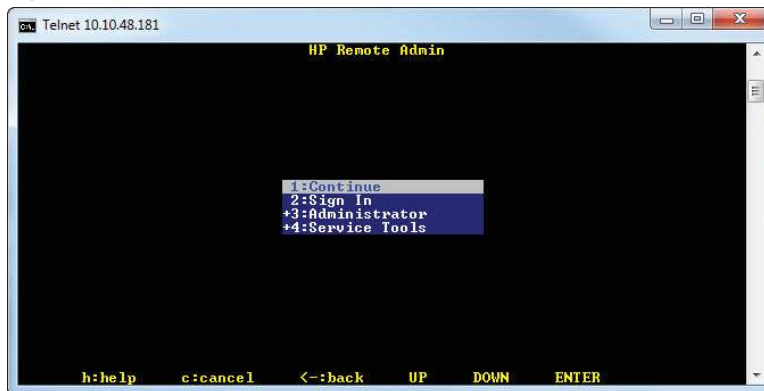 Telnet 10.10.48.181
HP Remote Admin
1:Continue
2:Sign In
+3:Administrator
+4:Service Tools
h:help c:cancel <-:back UP DOWN ENTER